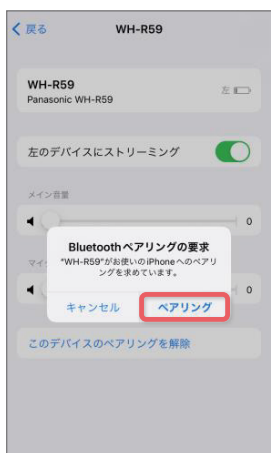 戻る WH-R59
WH-R59
Panasonic WH-R59
左
左のデバイスにストリーミング
メイン音量
0
Bluetoothペアリングの要求
"WH-R59"がお使いのiPhoneへのペアリ
ングを求めています。
マイ
0
キャンセル ペアリング
このデバイスのペアリングを解除